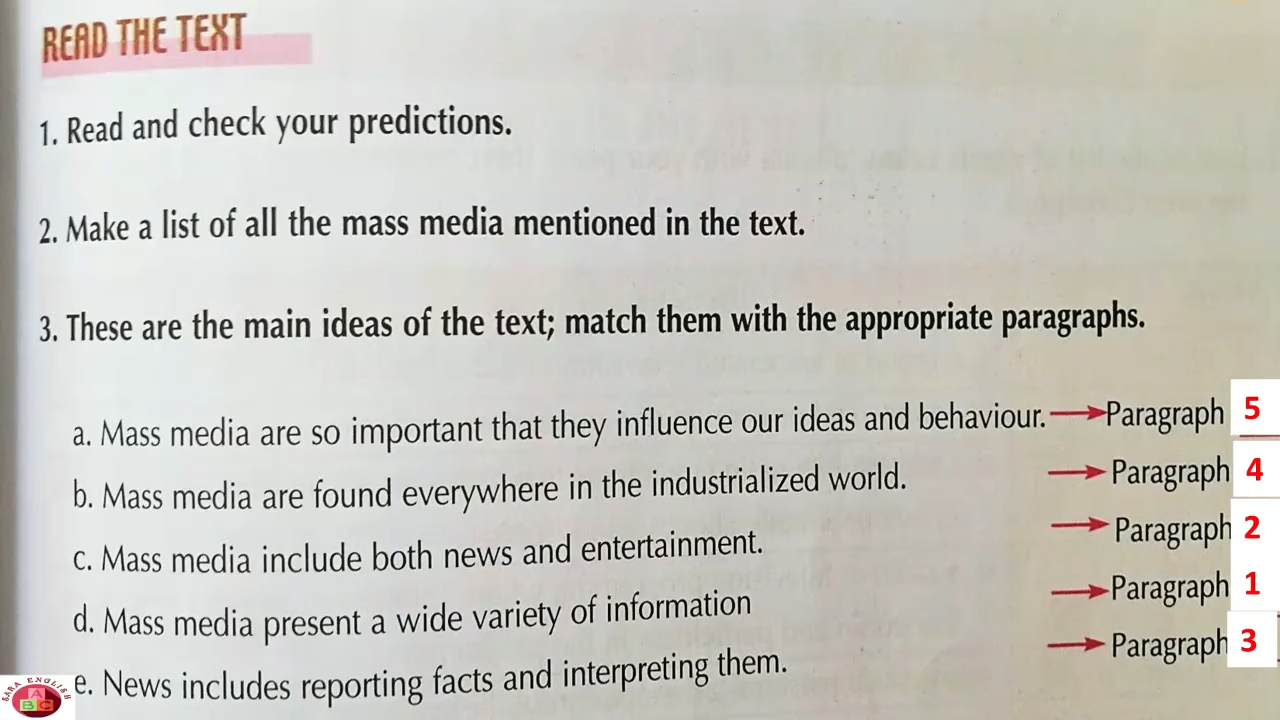 READ THE TEXT
1. Read and check your predictions.
2. Make a list of all the mass media mentioned in the text.
3. These are the main ideas of the text; match them with the appropriate paragraphs.
a. Mass media are so important that they influence our ideas and behaviour. Paragraph 5
b. Mass media are found everywhere in the industrialized world. Paragraph 4
c. Mass media include both news and entertainment. Paragraph 2
d. Mass media present a wide variety of information Paragraph 1
e. News includes reporting facts and interpreting them. Paragraph 3
SARA ENGLISH
A
B C